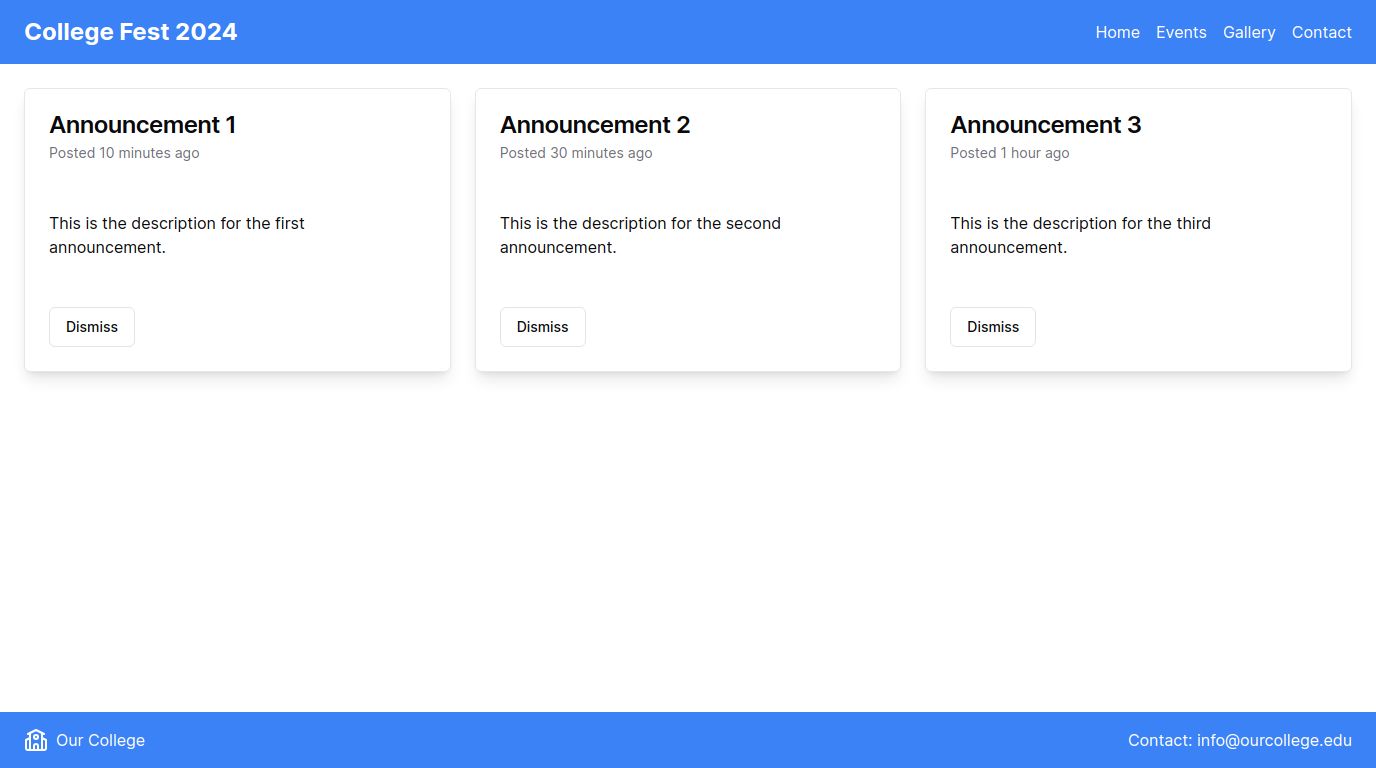 College Fest 2024
Home Events Gallery Contact
Announcement 1
Posted 10 minutes ago
This is the description for the first
announcement.
Dismiss
Announcement 2
Posted 30 minutes ago
This is the description for the second
announcement.
Dismiss
Announcement 3
Posted 1 hour ago
This is the description for the third
announcement.
Dismiss
Our College
Contact: info@ourcollege.edu